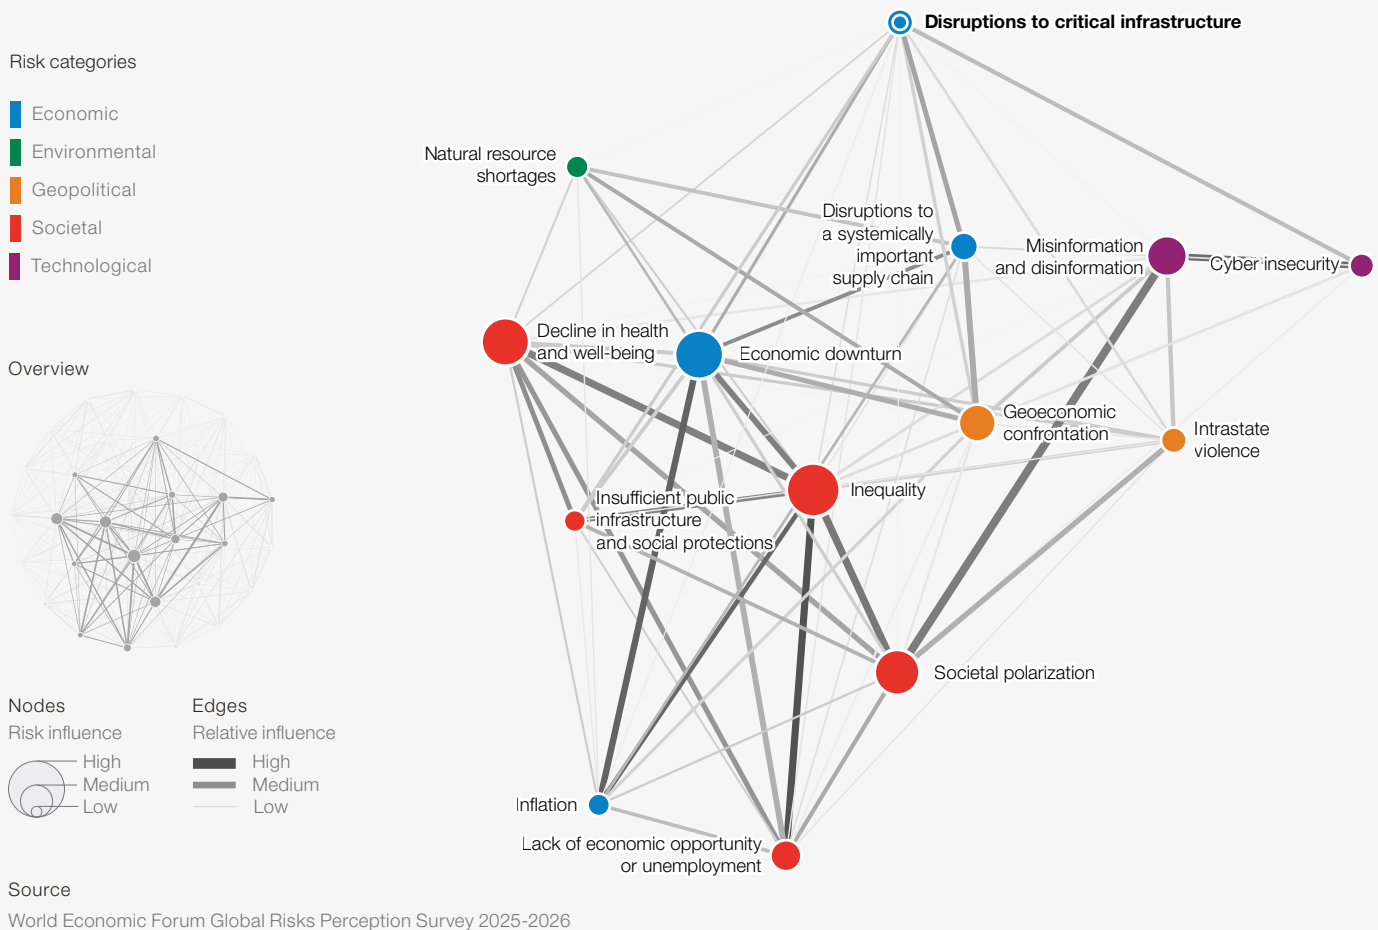 Disruptions to critical infrastructure
Risk categories
Economic
Environmental
Geopolitical
Societal
Technological
Natural resource
shortages
Disruptions to
a systemically
important
supply chain
Misinformation
and disinformation
Cyber insecurity
Decline in health
and well-being
Economic downturn
Overview
Geoeconomic
confrontation
Intrastate
violence
Insufficient public
infrastructure
and social protections
Inequality
Societal polarization
Nodes
Risk influence
High
Medium
Low
Edges
Relative influence
High
Medium
Low
Inflation
Lack of economic opportunity
or unemployment
Source
World Economic Forum Global Risks Perception Survey 2025-2026